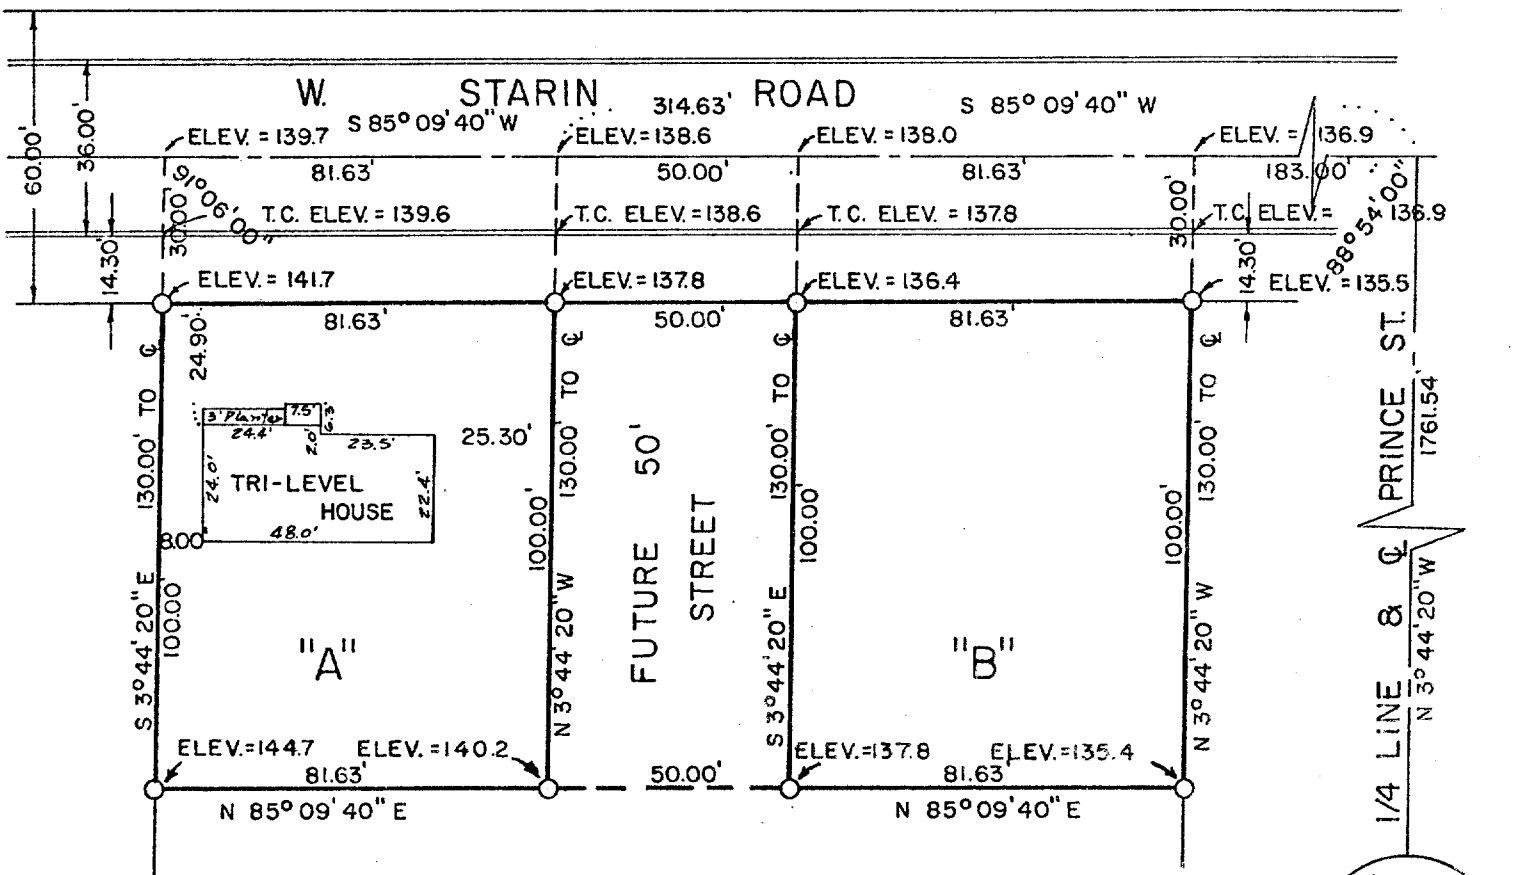 W. STARIN ROAD
314.63'
S 85° 09' 40" W
S 85° 09' 40" W
60.00'
36.00'
ELEV. = 139.7
ELEV. = 138.6
ELEV. = 138.0
ELEV. = 136.9
81.63'
50.00'
81.63'
183.00'
91° 06' 00"
88° 54' 00"
30.00'
T.C. ELEV. = 139.6
T.C. ELEV. = 138.6
T.C. ELEV. = 137.8
30.00'
T.C. ELEV. = 136.9
14.30'
14.30'
ELEV. = 141.7
ELEV. = 137.8
ELEV. = 136.4
ELEV. = 135.5
81.63'
50.00'
81.63'
24.90'
3' Planter
7.5'
6.3'
24.4'
2.0'
23.5'
25.30'
24.0'
TRI-LEVEL
HOUSE
22.4'
8.00'
48.0'
S 3° 44' 20" E 130.00' TO ℄
100.00'
N 3° 44' 20" W 130.00' TO ℄
100.00'
FUTURE 50'
STREET
S 3° 44' 20" E 130.00' TO ℄
100.00'
N 3° 44' 20" W 130.00' TO ℄
100.00'
"A"
"B"
1/4 LINE & ℄ PRINCE ST.
N 3° 44' 20" W
1761.54'
ELEV.=144.7
ELEV.=140.2
ELEV.=137.8
ELEV.=135.4
81.63'
50.00'
81.63'
N 85° 09' 40" E
N 85° 09' 40" E